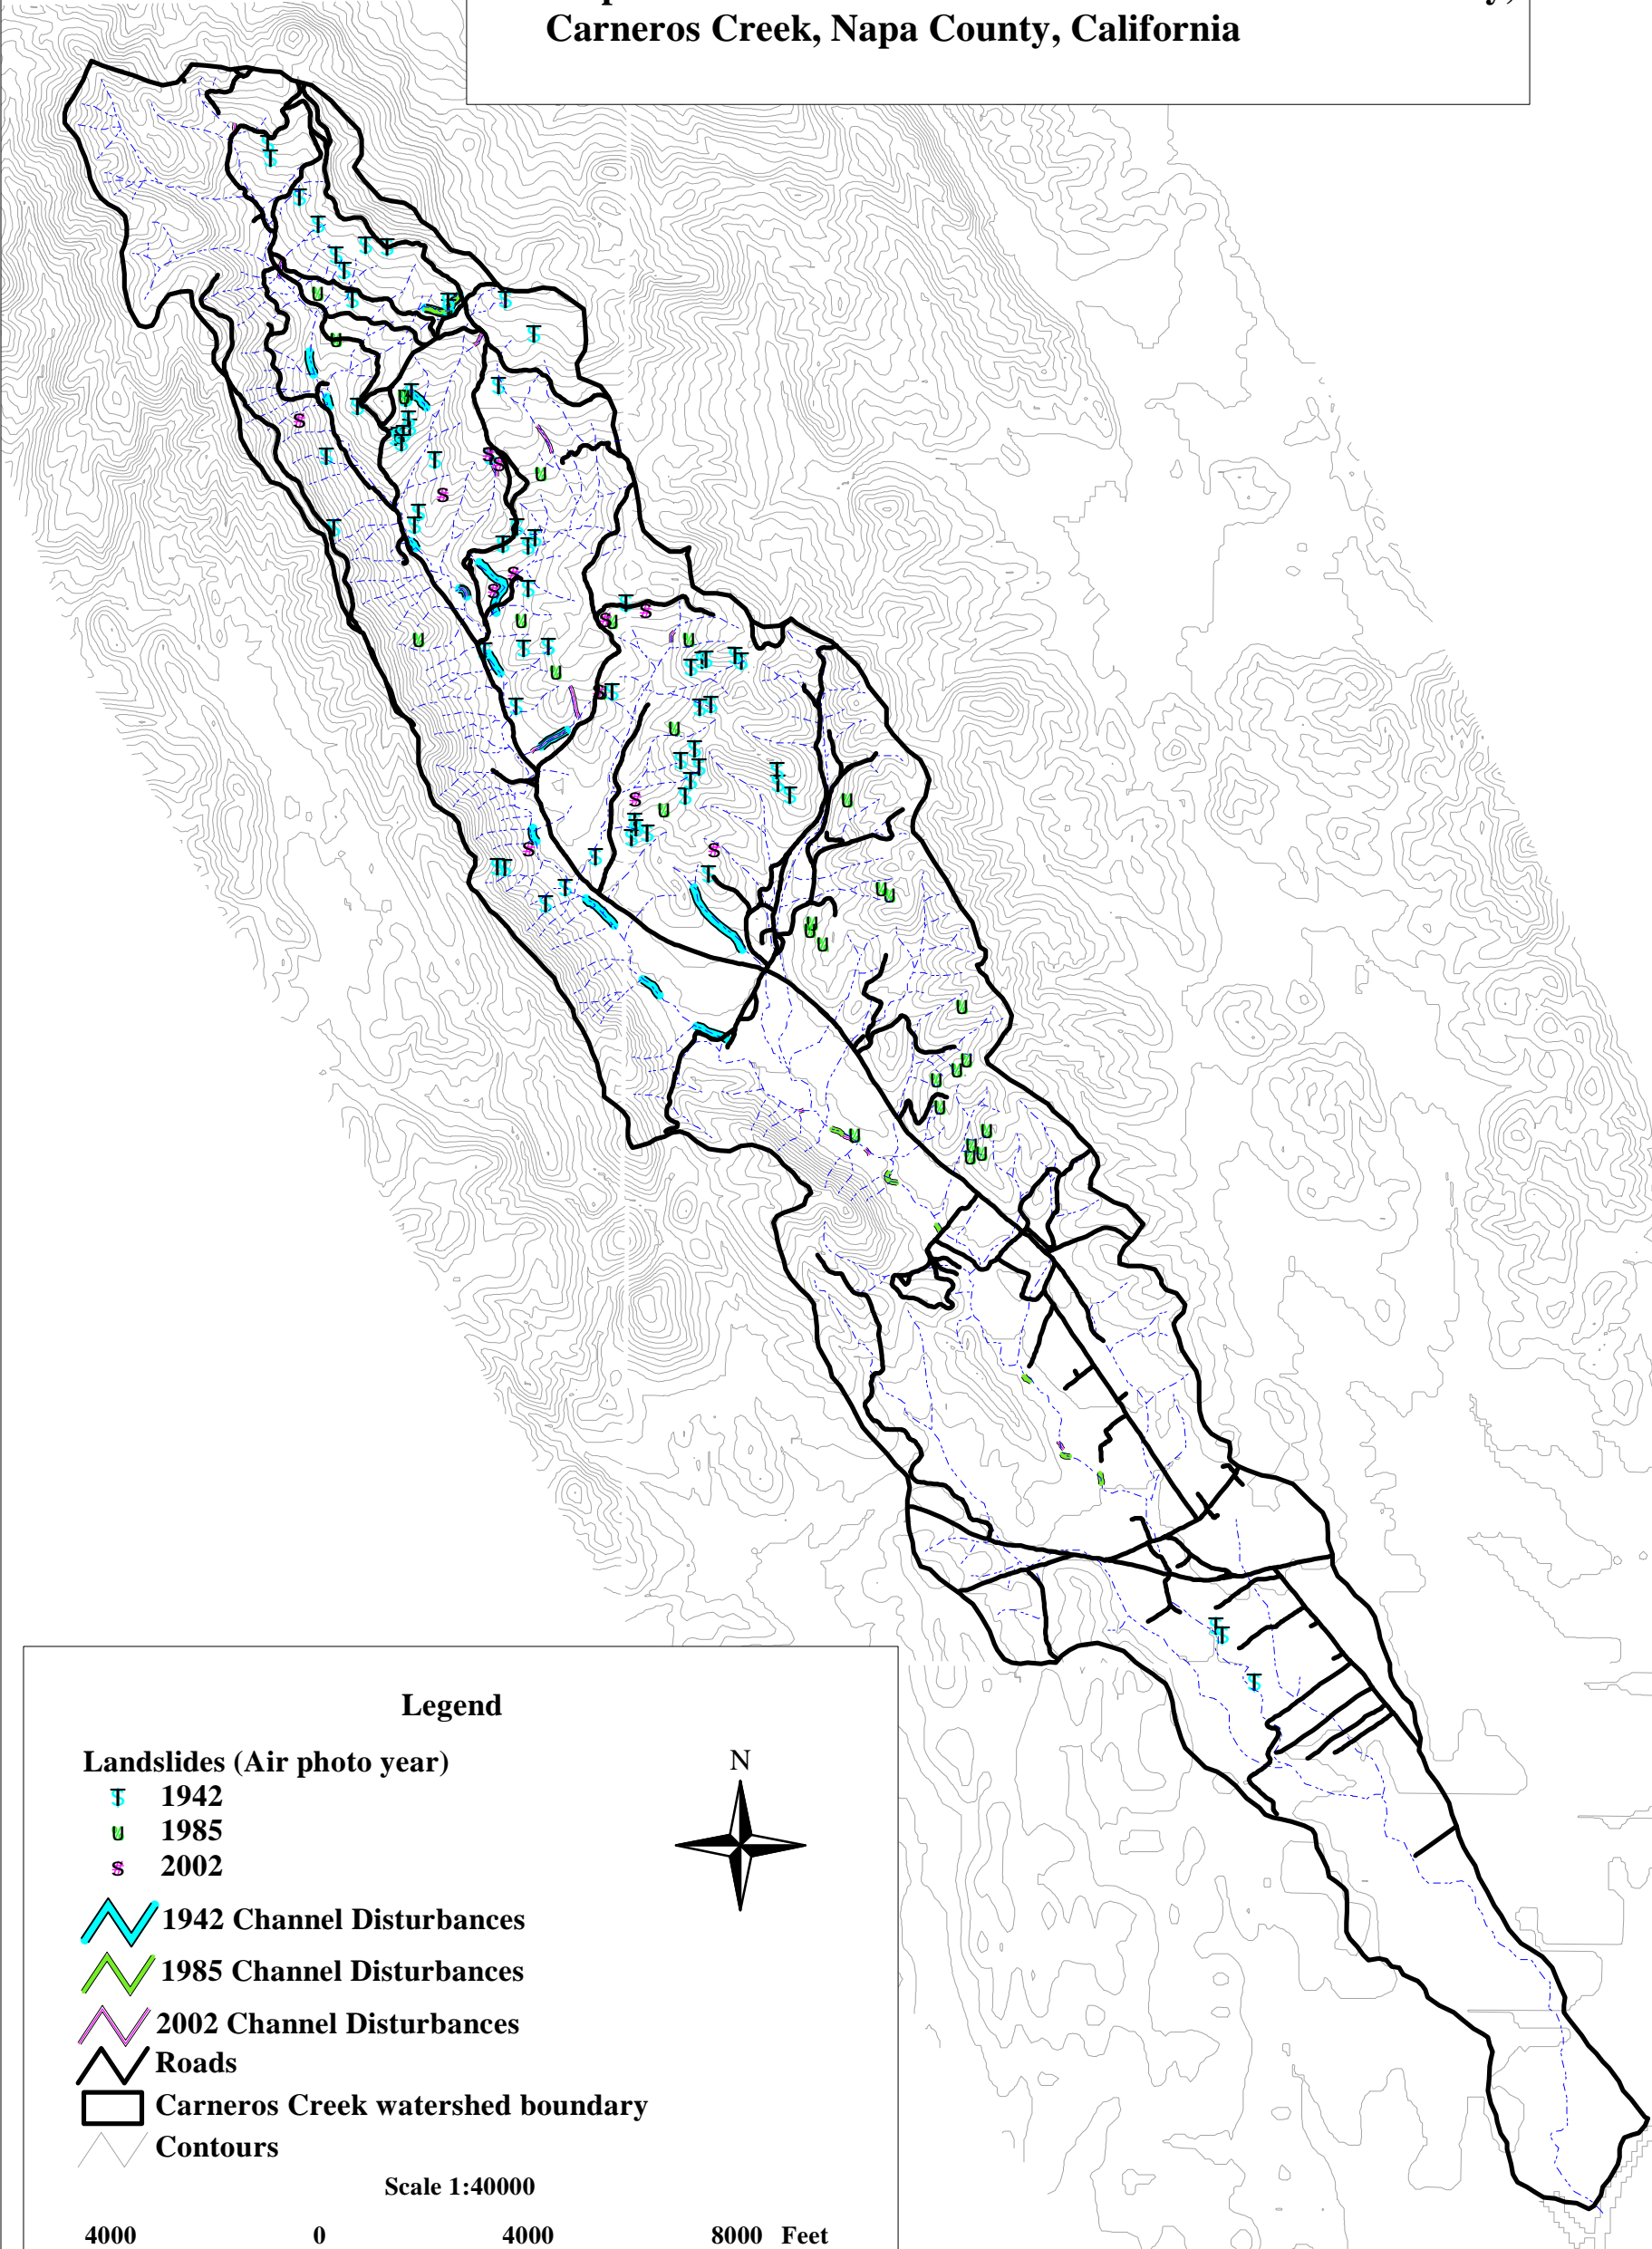 Carneros Creek, Napa County, California
Legend
Landslides (Air photo year)
1942
1985
2002
1942 Channel Disturbances
1985 Channel Disturbances
2002 Channel Disturbances
Roads
Carneros Creek watershed boundary
Contours
N
Scale 1:40000
4000 0 4000 8000 Feet